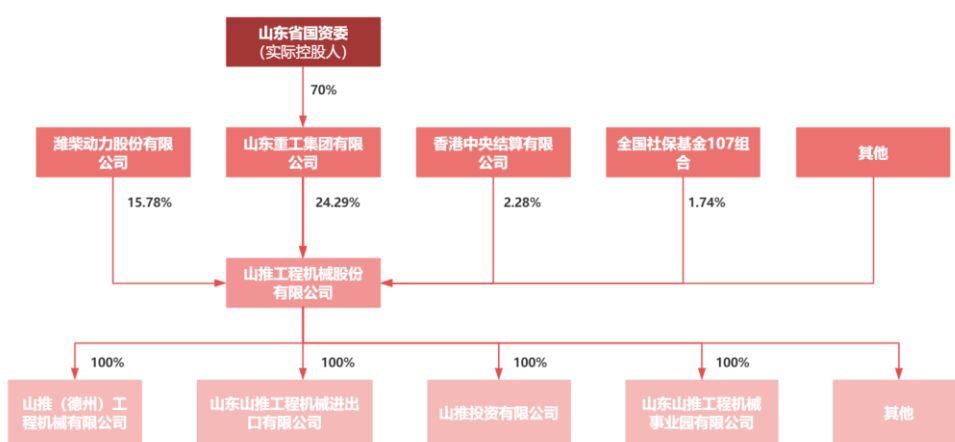 山东省国资委
（实际控股人）
70%
潍柴动力股份有限
公司
山东重工集团有限
公司
香港中央结算有限
公司
全国社保基金107组
合
其他
15.78%
24.29%
2.28%
1.74%
山推工程机械股份
有限公司
100%
100%
100%
100%
山推（德州）工
程机械有限公司
山东山推工程机械进出
口有限公司
山推投资有限公司
山东山推工程机械
事业园有限公司
其他